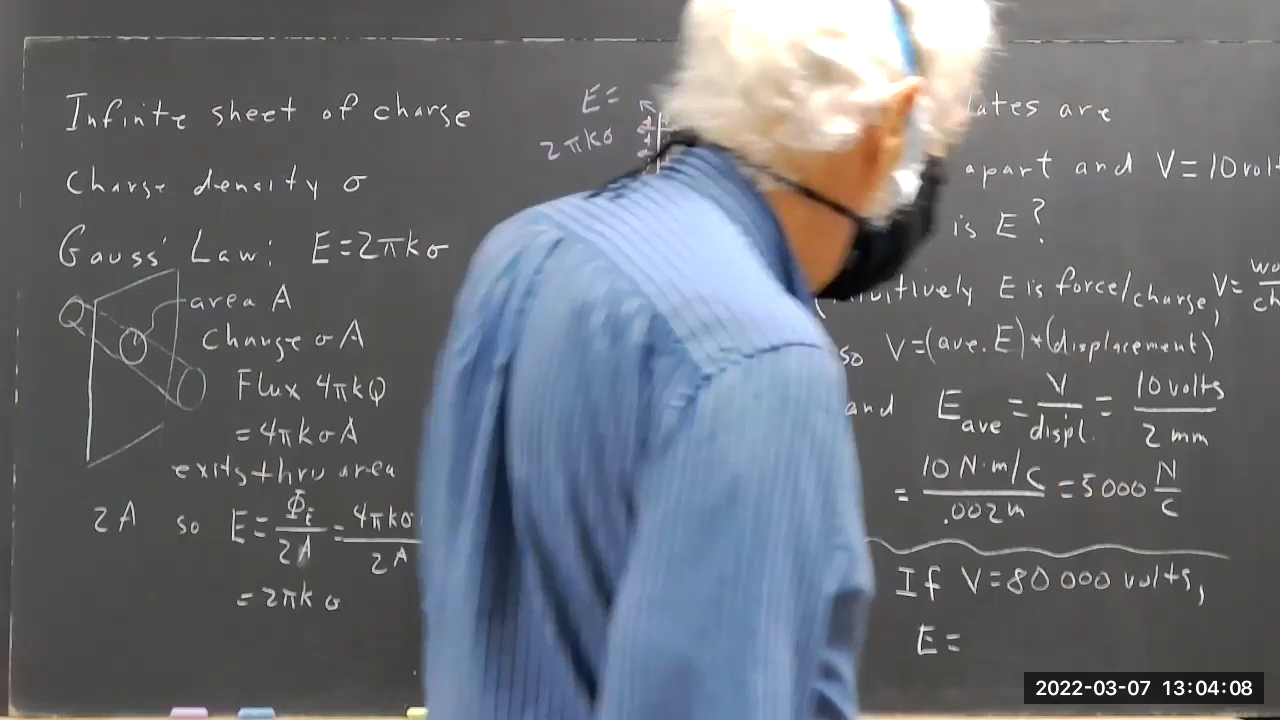 Infinite sheet of charge
Charge density σ
Gauss' Law: E=2πkσ
area A
Charge σA
Flux 4πkQ
=4πkσA
exits thru area
2A so E=Φ_E/2A=4πkσ/2A
=2πkσ
E=
2πkσ
are
apart and V=10
is E?
E is force/charge, V=
so V=(ave. E)*(displacement)
and E_ave=V/displ.=10 volts/2 mm
=10 N·m/C/.002m=5000 N/C
If V=80 000 volts,
E=
2022-03-07 13:04:08